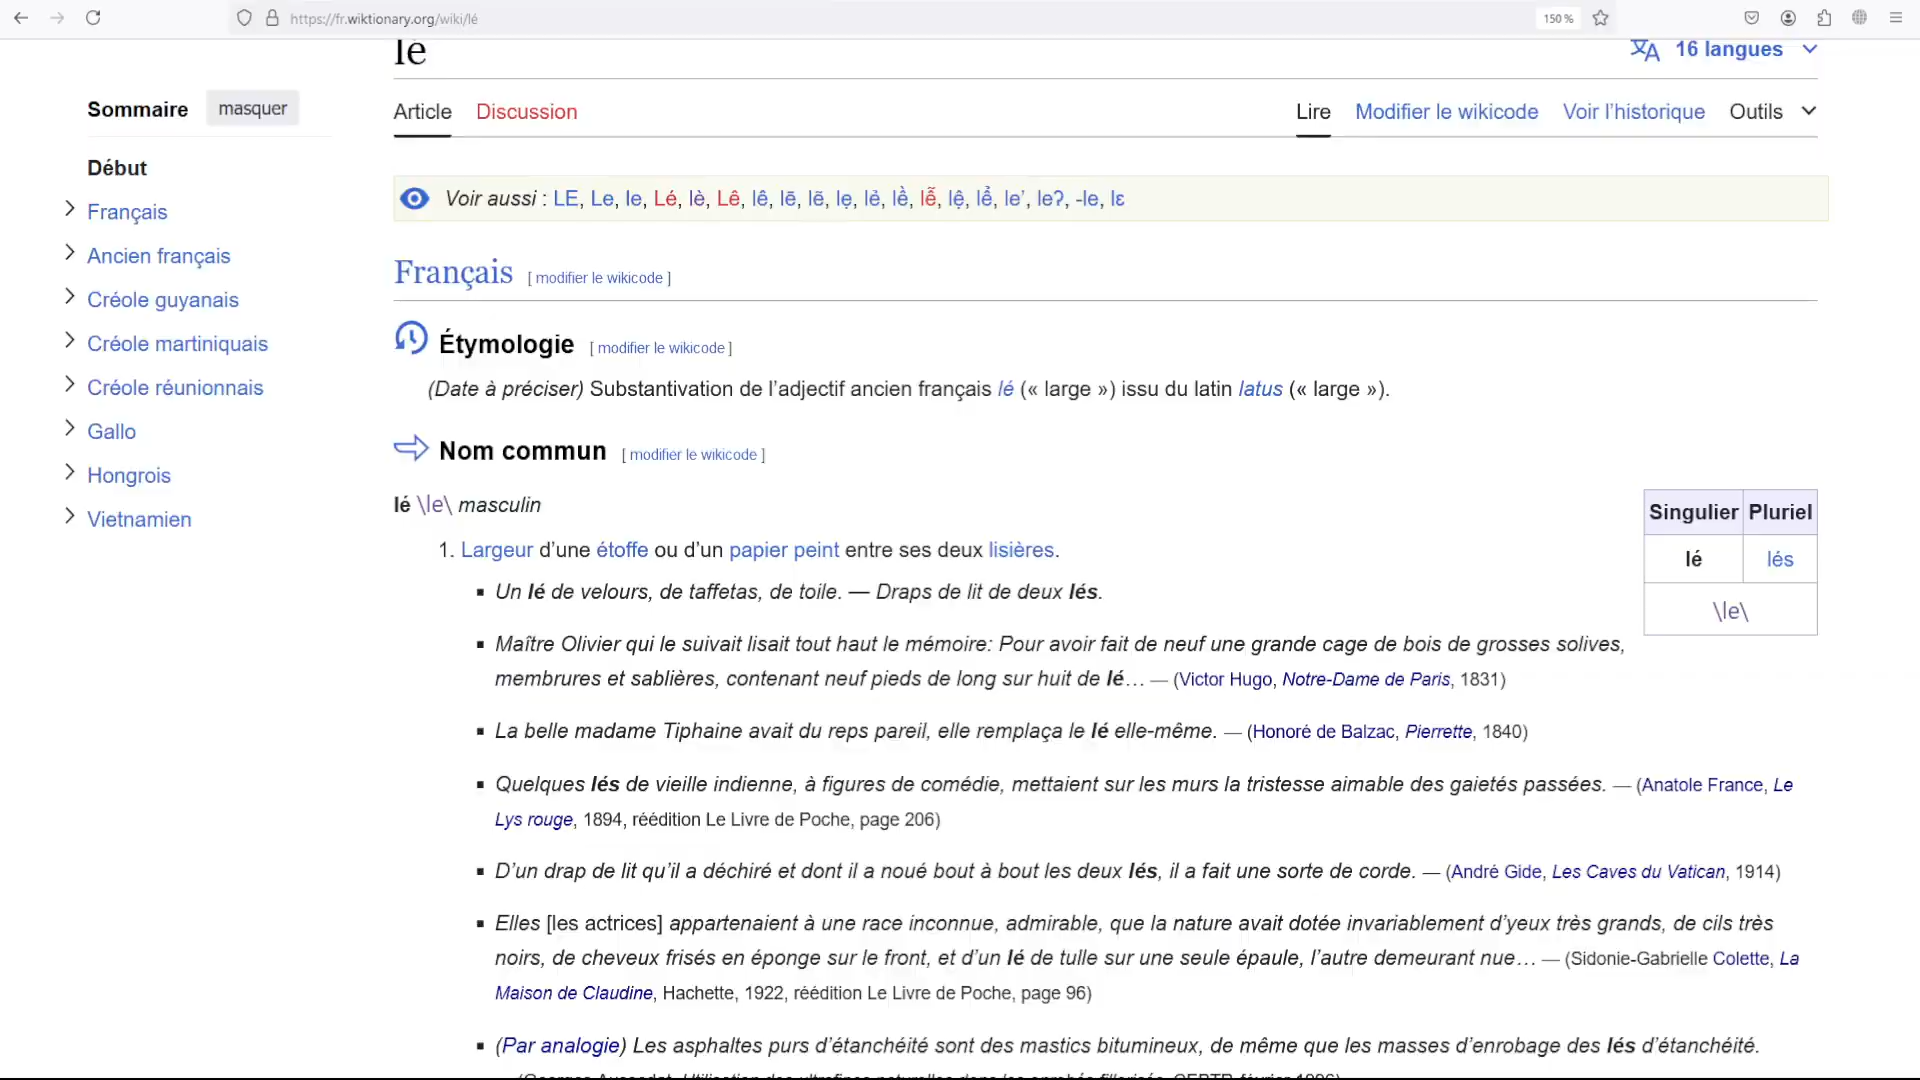 https://fr.wiktionary.org/wiki/lé
150 %
lé
16 langues
Sommaire masquer
Début
Français
Ancien français
Créole guyanais
Créole martiniquais
Créole réunionnais
Gallo
Hongrois
Vietnamien
Article Discussion Lire Modifier le wikicode Voir l’historique Outils
Voir aussi : LE, Le, le, Lé, lè, Lê, lê, lē, lẽ, lẹ, lẻ, lề, lễ, lệ, lể, le’, leʔ, -le, lɛ
Français [ modifier le wikicode ]
Étymologie [ modifier le wikicode ]
(Date à préciser) Substantivation de l’adjectif ancien français lé (« large ») issu du latin latus (« large »).
Nom commun [ modifier le wikicode ]
lé \le\ masculin
Singulier Pluriel
lé lés
\le\
1. Largeur d’une étoffe ou d’un papier peint entre ses deux lisières.
▪ Un lé de velours, de taffetas, de toile. — Draps de lit de deux lés.
▪ Maître Olivier qui le suivait lisait tout haut le mémoire: Pour avoir fait de neuf une grande cage de bois de grosses solives,
membrures et sablières, contenant neuf pieds de long sur huit de lé… — (Victor Hugo, Notre-Dame de Paris, 1831)
▪ La belle madame Tiphaine avait du reps pareil, elle remplaça le lé elle-même. — (Honoré de Balzac, Pierrette, 1840)
▪ Quelques lés de vieille indienne, à figures de comédie, mettaient sur les murs la tristesse aimable des gaietés passées. — (Anatole France, Le
Lys rouge, 1894, réédition Le Livre de Poche, page 206)
▪ D’un drap de lit qu’il a déchiré et dont il a noué bout à bout les deux lés, il a fait une sorte de corde. — (André Gide, Les Caves du Vatican, 1914)
▪ Elles [les actrices] appartenaient à une race inconnue, admirable, que la nature avait dotée invariablement d’yeux très grands, de cils très
noirs, de cheveux frisés en éponge sur le front, et d’un lé de tulle sur une seule épaule, l’autre demeurant nue… — (Sidonie-Gabrielle Colette, La
Maison de Claudine, Hachette, 1922, réédition Le Livre de Poche, page 96)
▪ (Par analogie) Les asphaltes purs d’étanchéité sont des mastics bitumineux, de même que les masses d’enrobage des lés d’étanchéité.